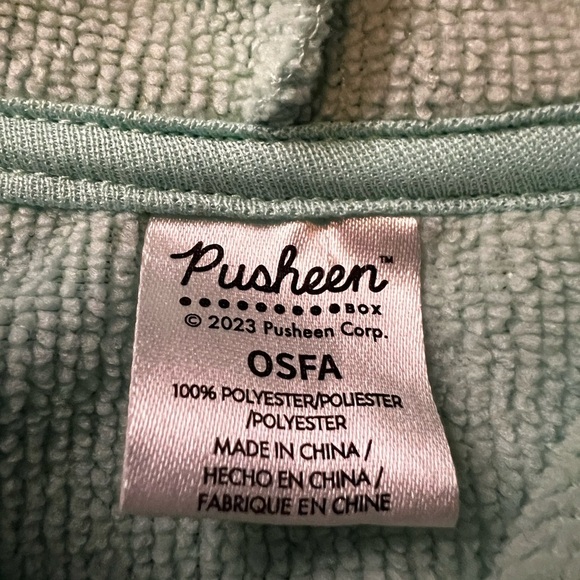 Pusheen™
BOX
© 2023 Pusheen Corp.
OSFA
100% POLYESTER/POLIESTER
/POLYESTER
MADE IN CHINA /
HECHO EN CHINA /
FABRIQUE EN CHINE